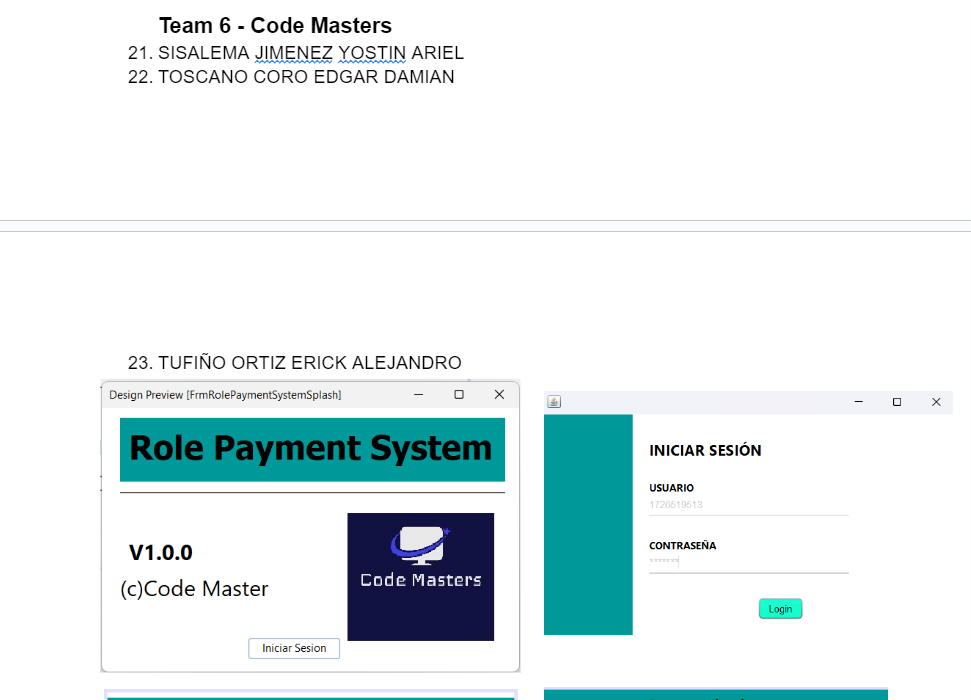 Team 6 - Code Masters
21. SISALEMA JIMENEZ YOSTIN ARIEL
22. TOSCANO CORO EDGAR DAMIAN
23. TUFIÑO ORTIZ ERICK ALEJANDRO
Design Preview [FrmRolePaymentSystemSplash]
Role Payment System
V1.0.0
(c)Code Master
Code Masters
Iniciar Sesion
INICIAR SESIÓN
USUARIO
CONTRASEÑA
*******
Login